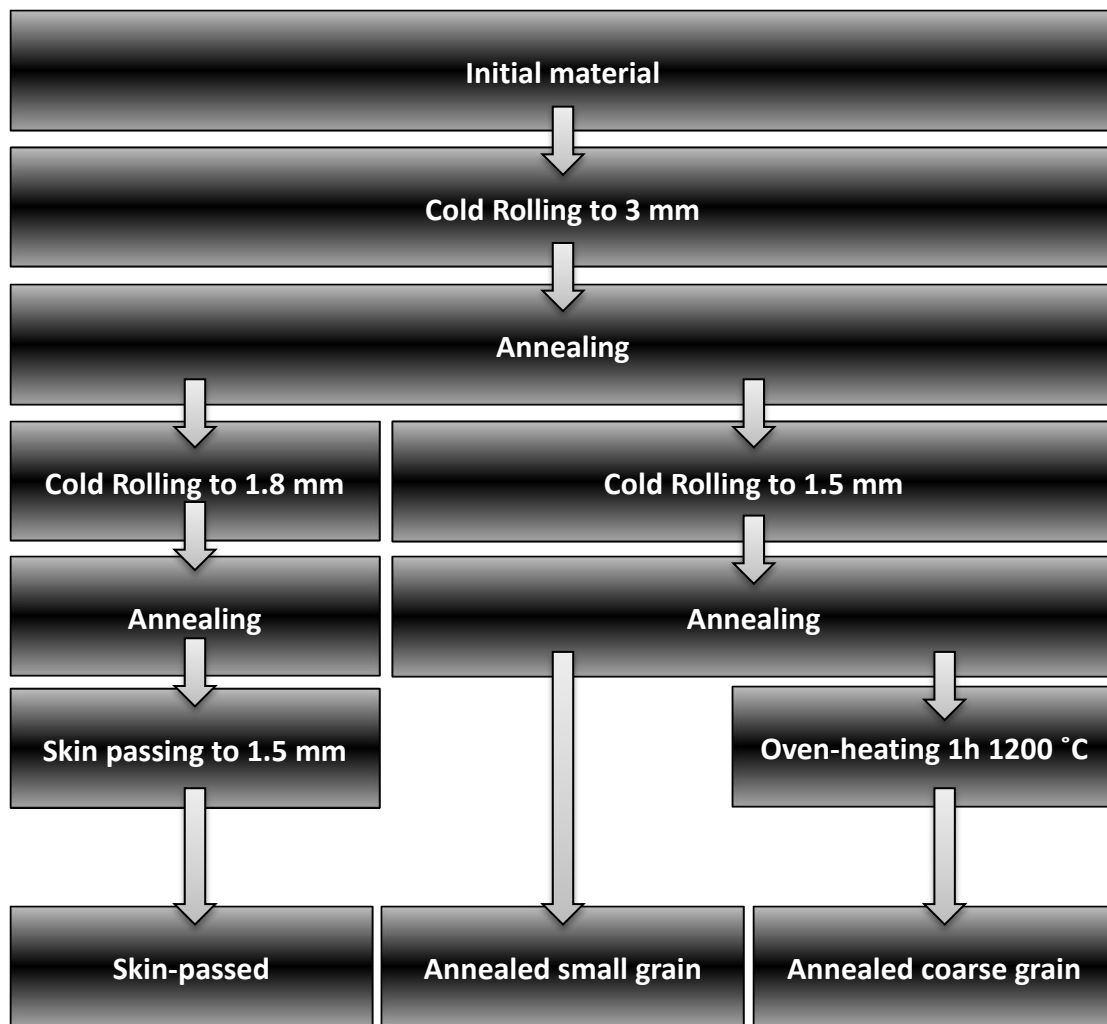 Initial material
Cold Rolling to 3 mm
Annealing
Cold Rolling to 1.8 mm
Cold Rolling to 1.5 mm
Annealing
Annealing
Skin passing to 1.5 mm
Oven-heating 1h 1200 ˚C
Skin-passed
Annealed small grain
Annealed coarse grain